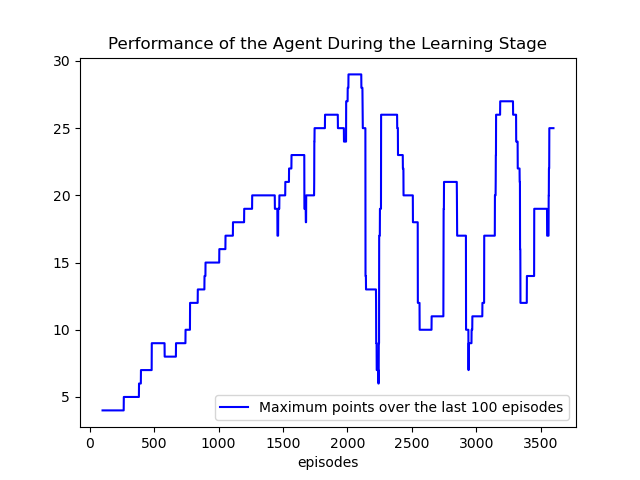 Performance of the Agent During the Learning Stage
30
25
20
15
10
5
Maximum points over the last 100 episodes
0 500 1000 1500 2000 2500 3000 3500
episodes